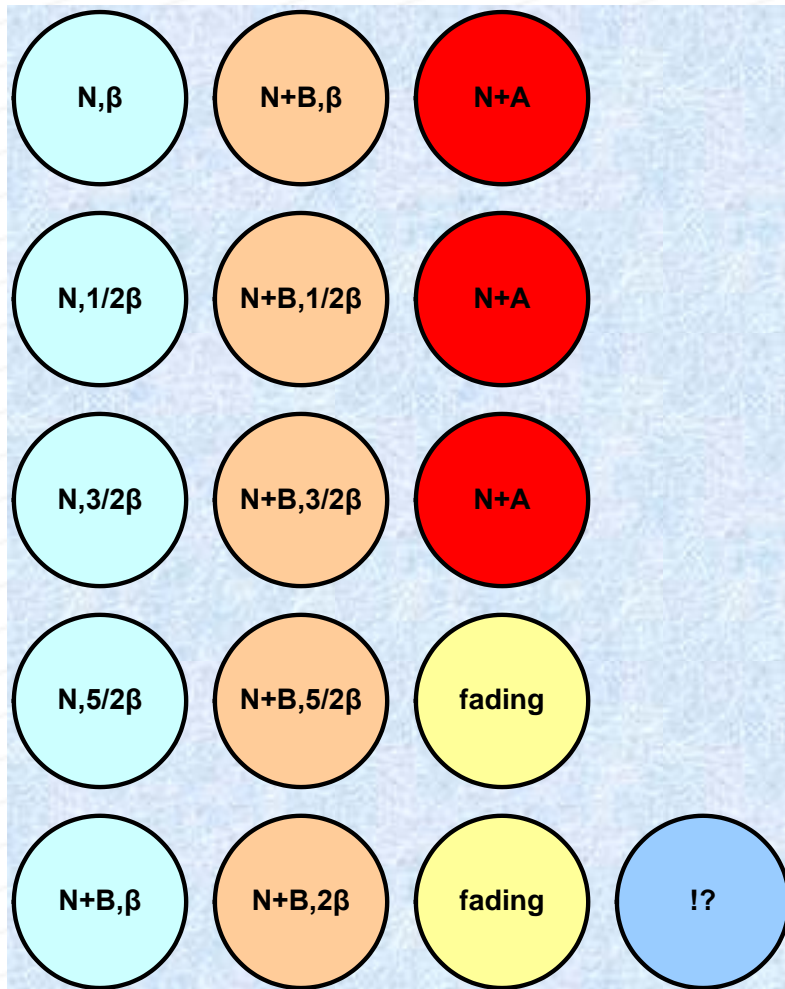 N,β
N+B,β
N+A
N,1/2β
N+B,1/2β
N+A
N,3/2β
N+B,3/2β
N+A
N,5/2β
N+B,5/2β
fading
N+B,β
N+B,2β
fading
!?